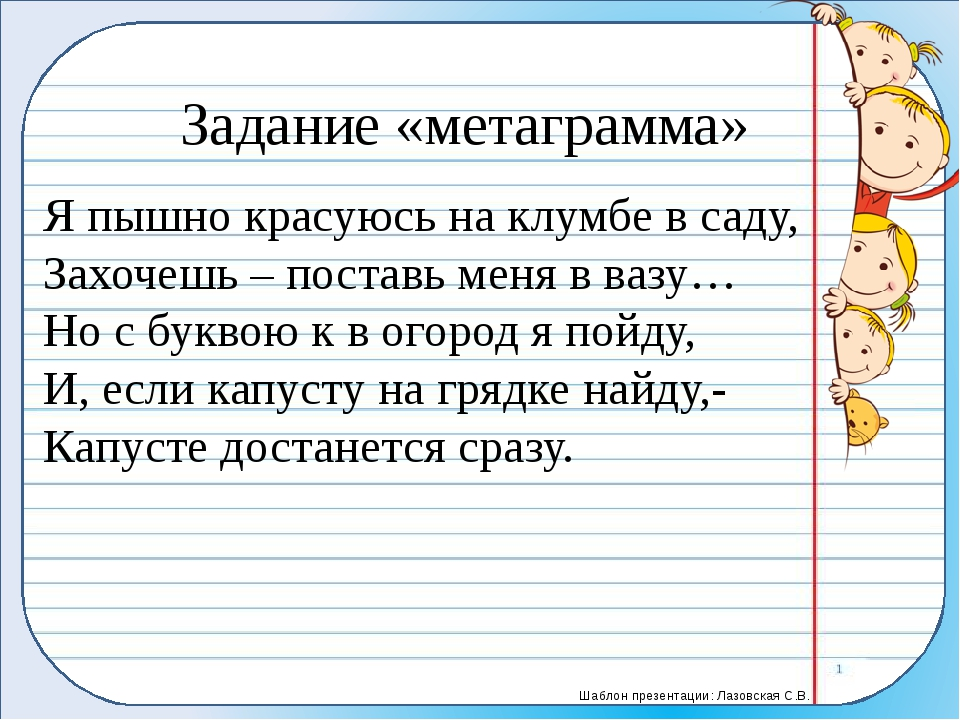 Задание «метаграмма»
Я пышно красуюсь на клумбе в саду,
Захочешь – поставь меня в вазу…
Но с буквою к в огород я пойду,
И, если капусту на грядке найду,-
Капусте достанется сразу.
1
Шаблон презентации: Лазовская С.В.